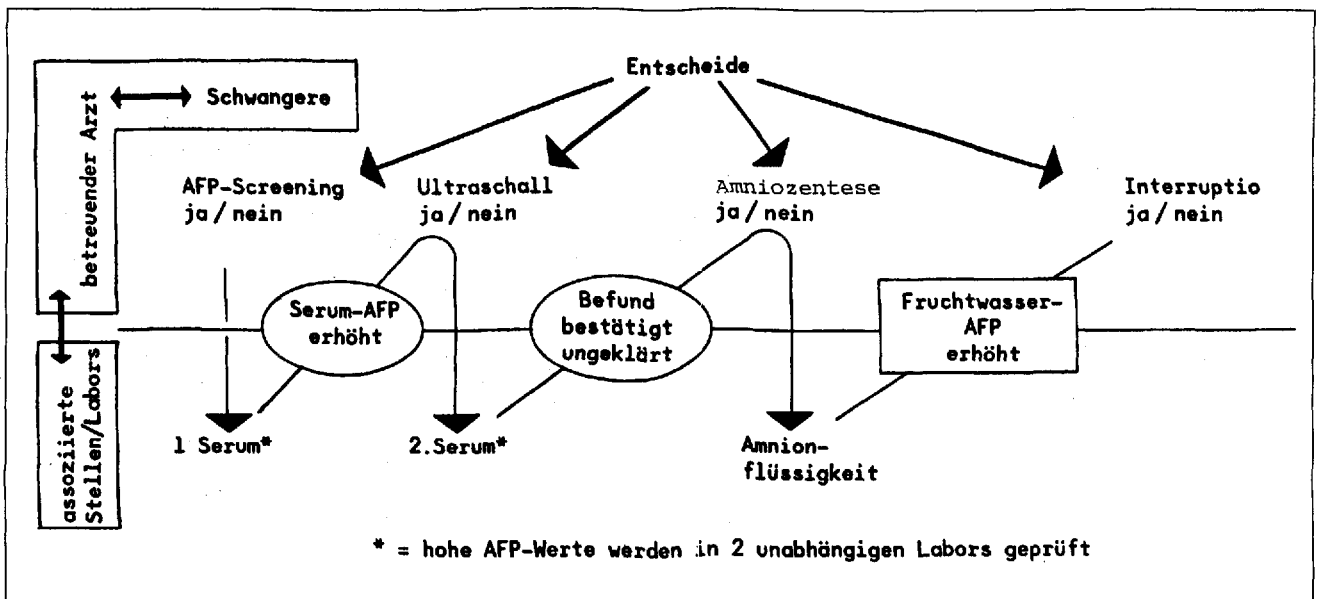 Entscheide
betreuender Arzt
Schwangere
AFP-Screening
ja / nein
Ultraschall
ja / nein
Amniozentese
ja / nein
Interruptio
ja / nein
Serum-AFP
erhöht
Befund
bestätigt
ungeklärt
Fruchtwasser-
AFP
erhöht
assoziierte
Stellen/Labors
1 Serum*
2.Serum*
Amnion-
flüssigkeit
* = hohe AFP-Werte werden in 2 unabhängigen Labors geprüft